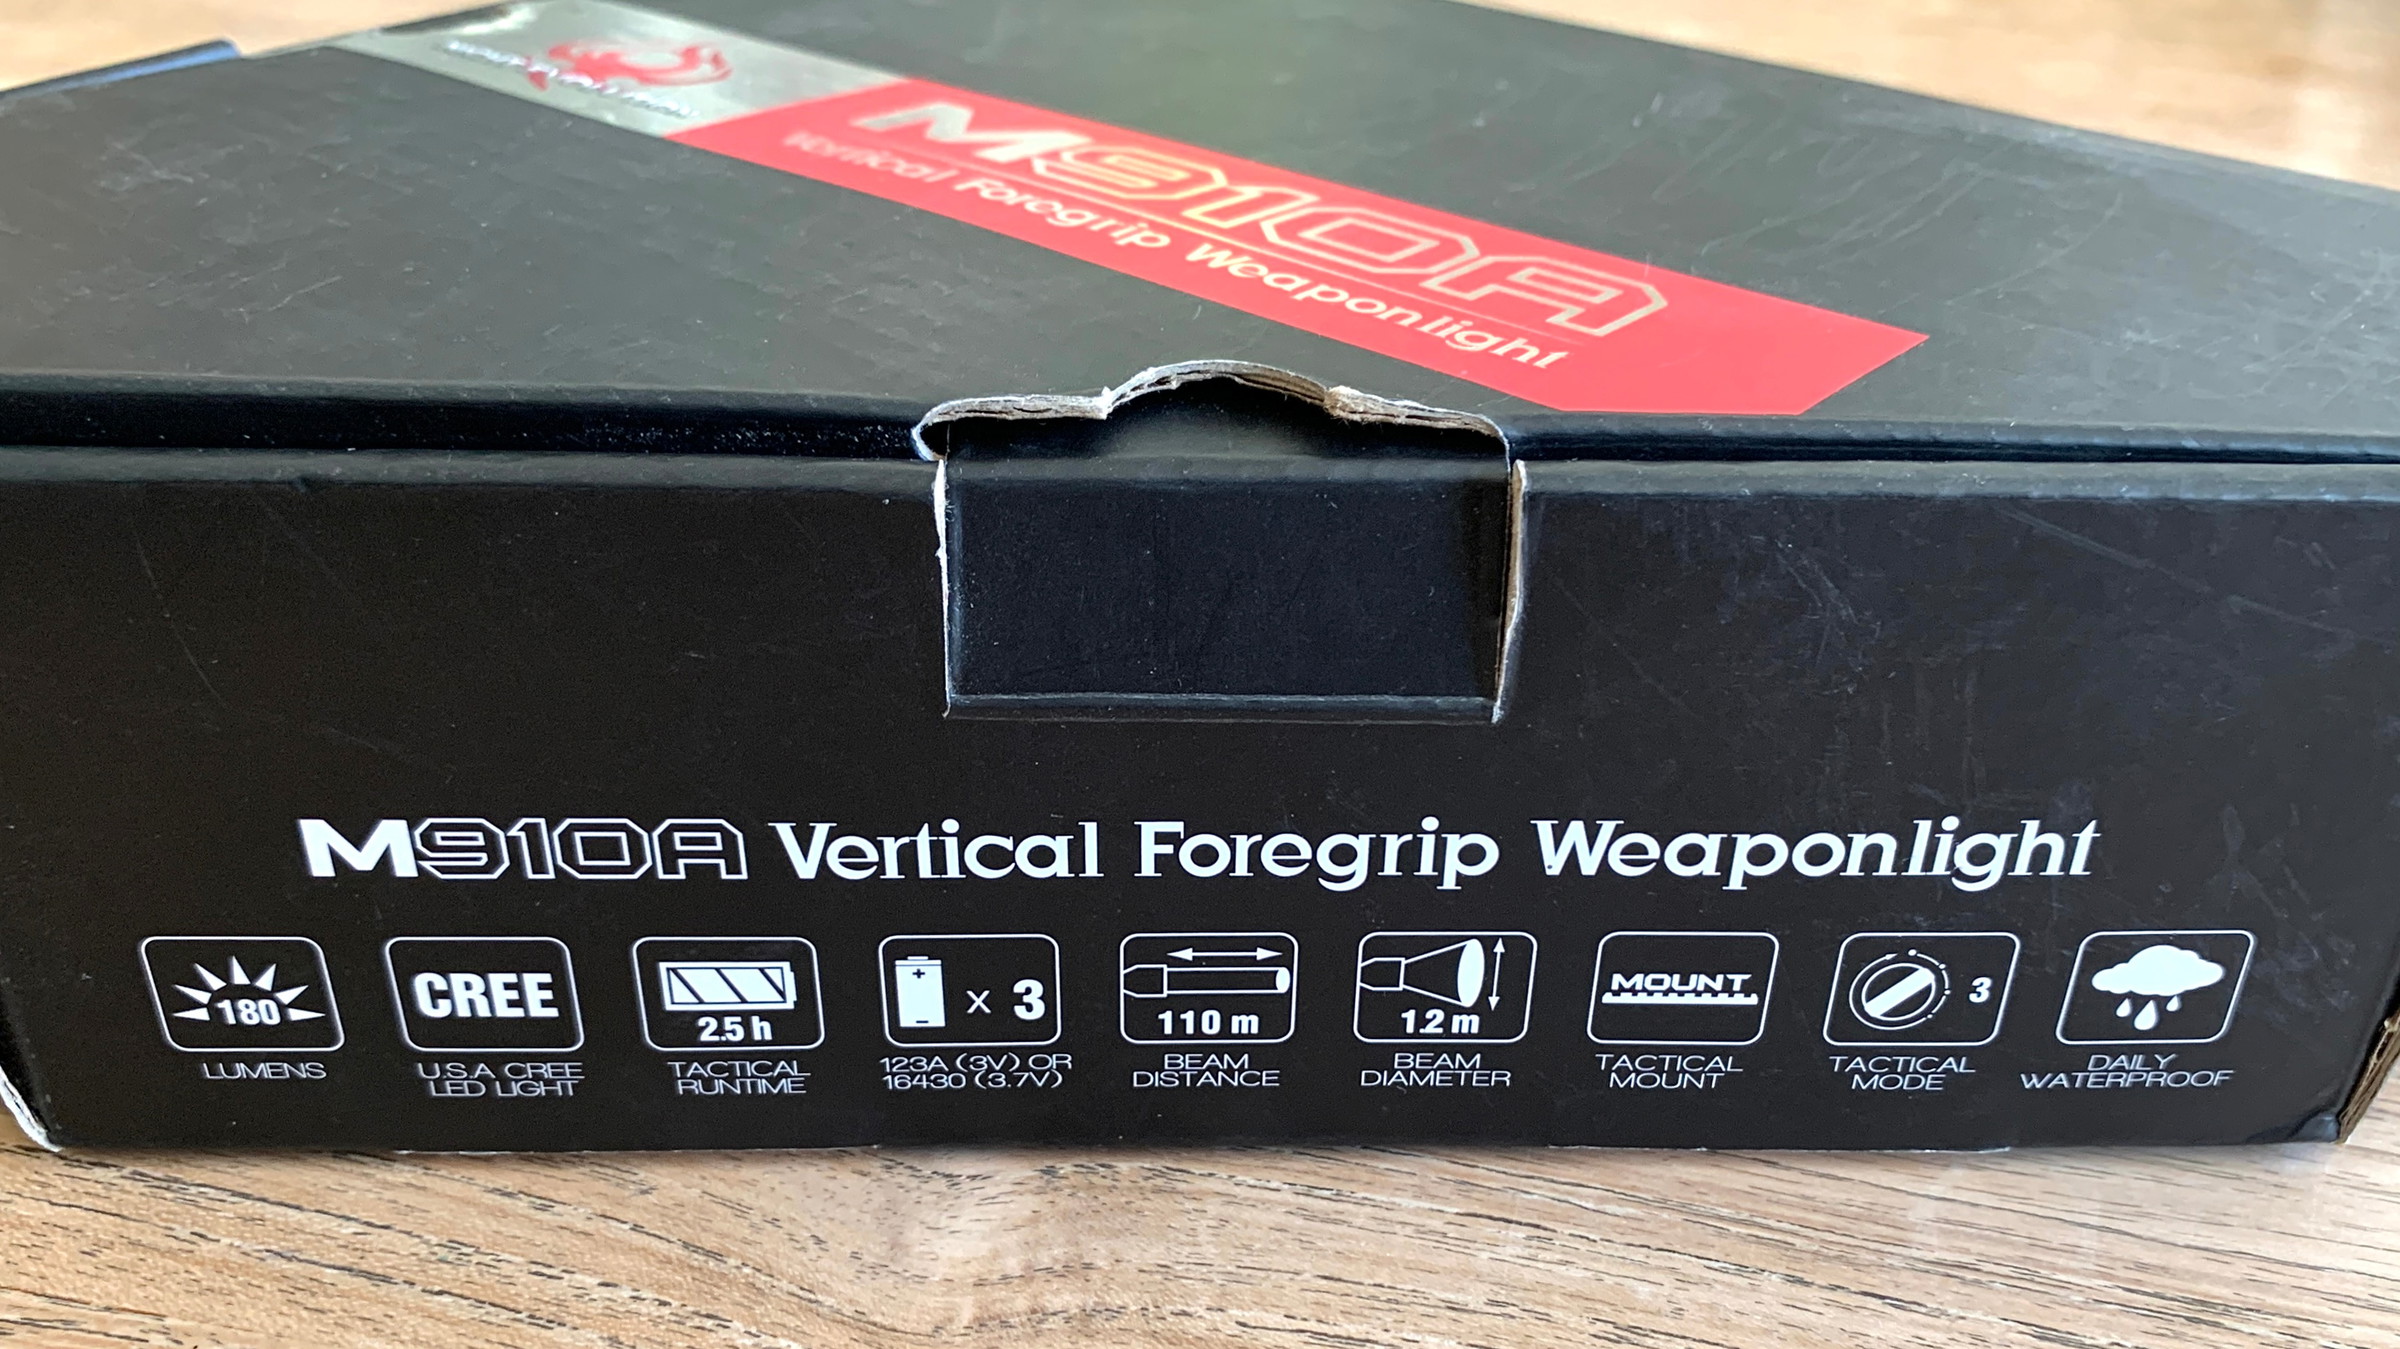 M910A
Vertical Foregrip Weaponlight
M910A Vertical Foregrip Weaponlight
180
LUMENS
CREE
U.S.A CREE
LED LIGHT
2.5 h
TACTICAL
RUNTIME
+ x 3
123A (3V) OR
16430 (3.7V)
110 m
BEAM
DISTANCE
1.2 m
BEAM
DIAMETER
MOUNT
TACTICAL
MOUNT
3
TACTICAL
MODE
DAILY
WATERPROOF